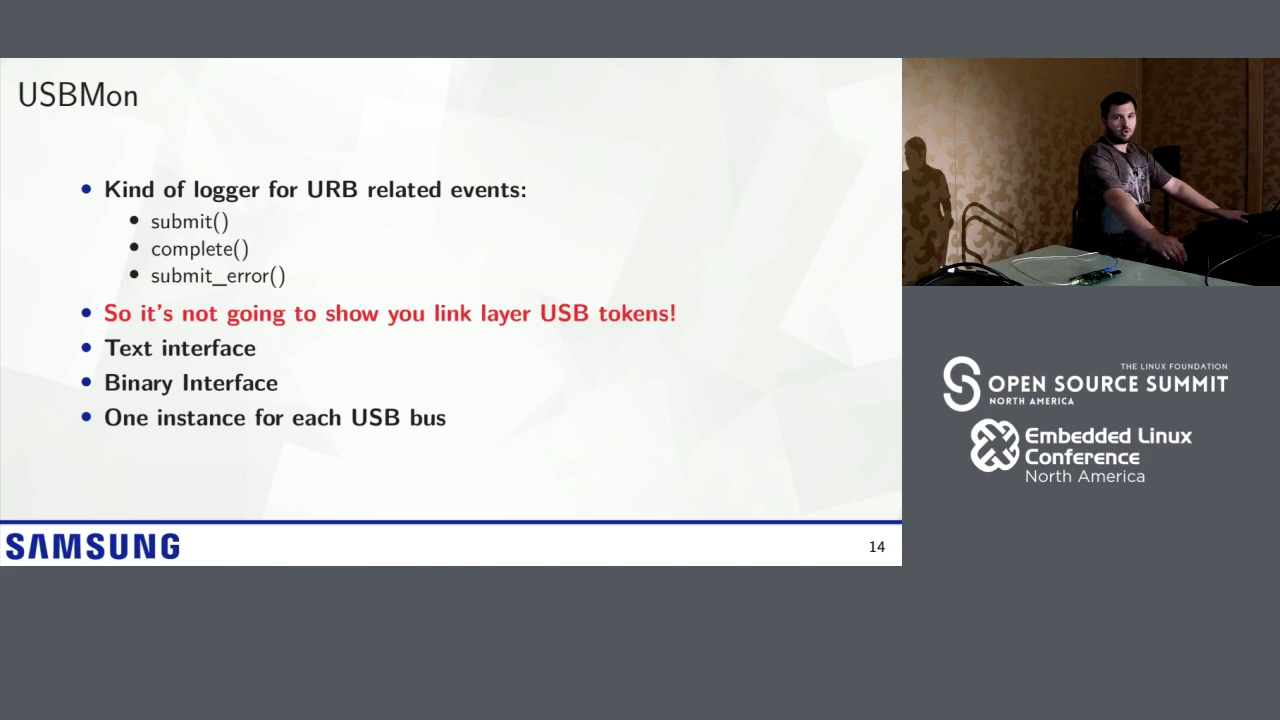 USBMon
Kind of logger for URB related events:
submit()
complete()
submit_error()
So it's not going to show you link layer USB tokens!
Text interface
Binary Interface
One instance for each USB bus
SAMSUNG
14
THE LINUX FOUNDATION
OPEN SOURCE SUMMIT
NORTH AMERICA
Embedded Linux
Conference
North America